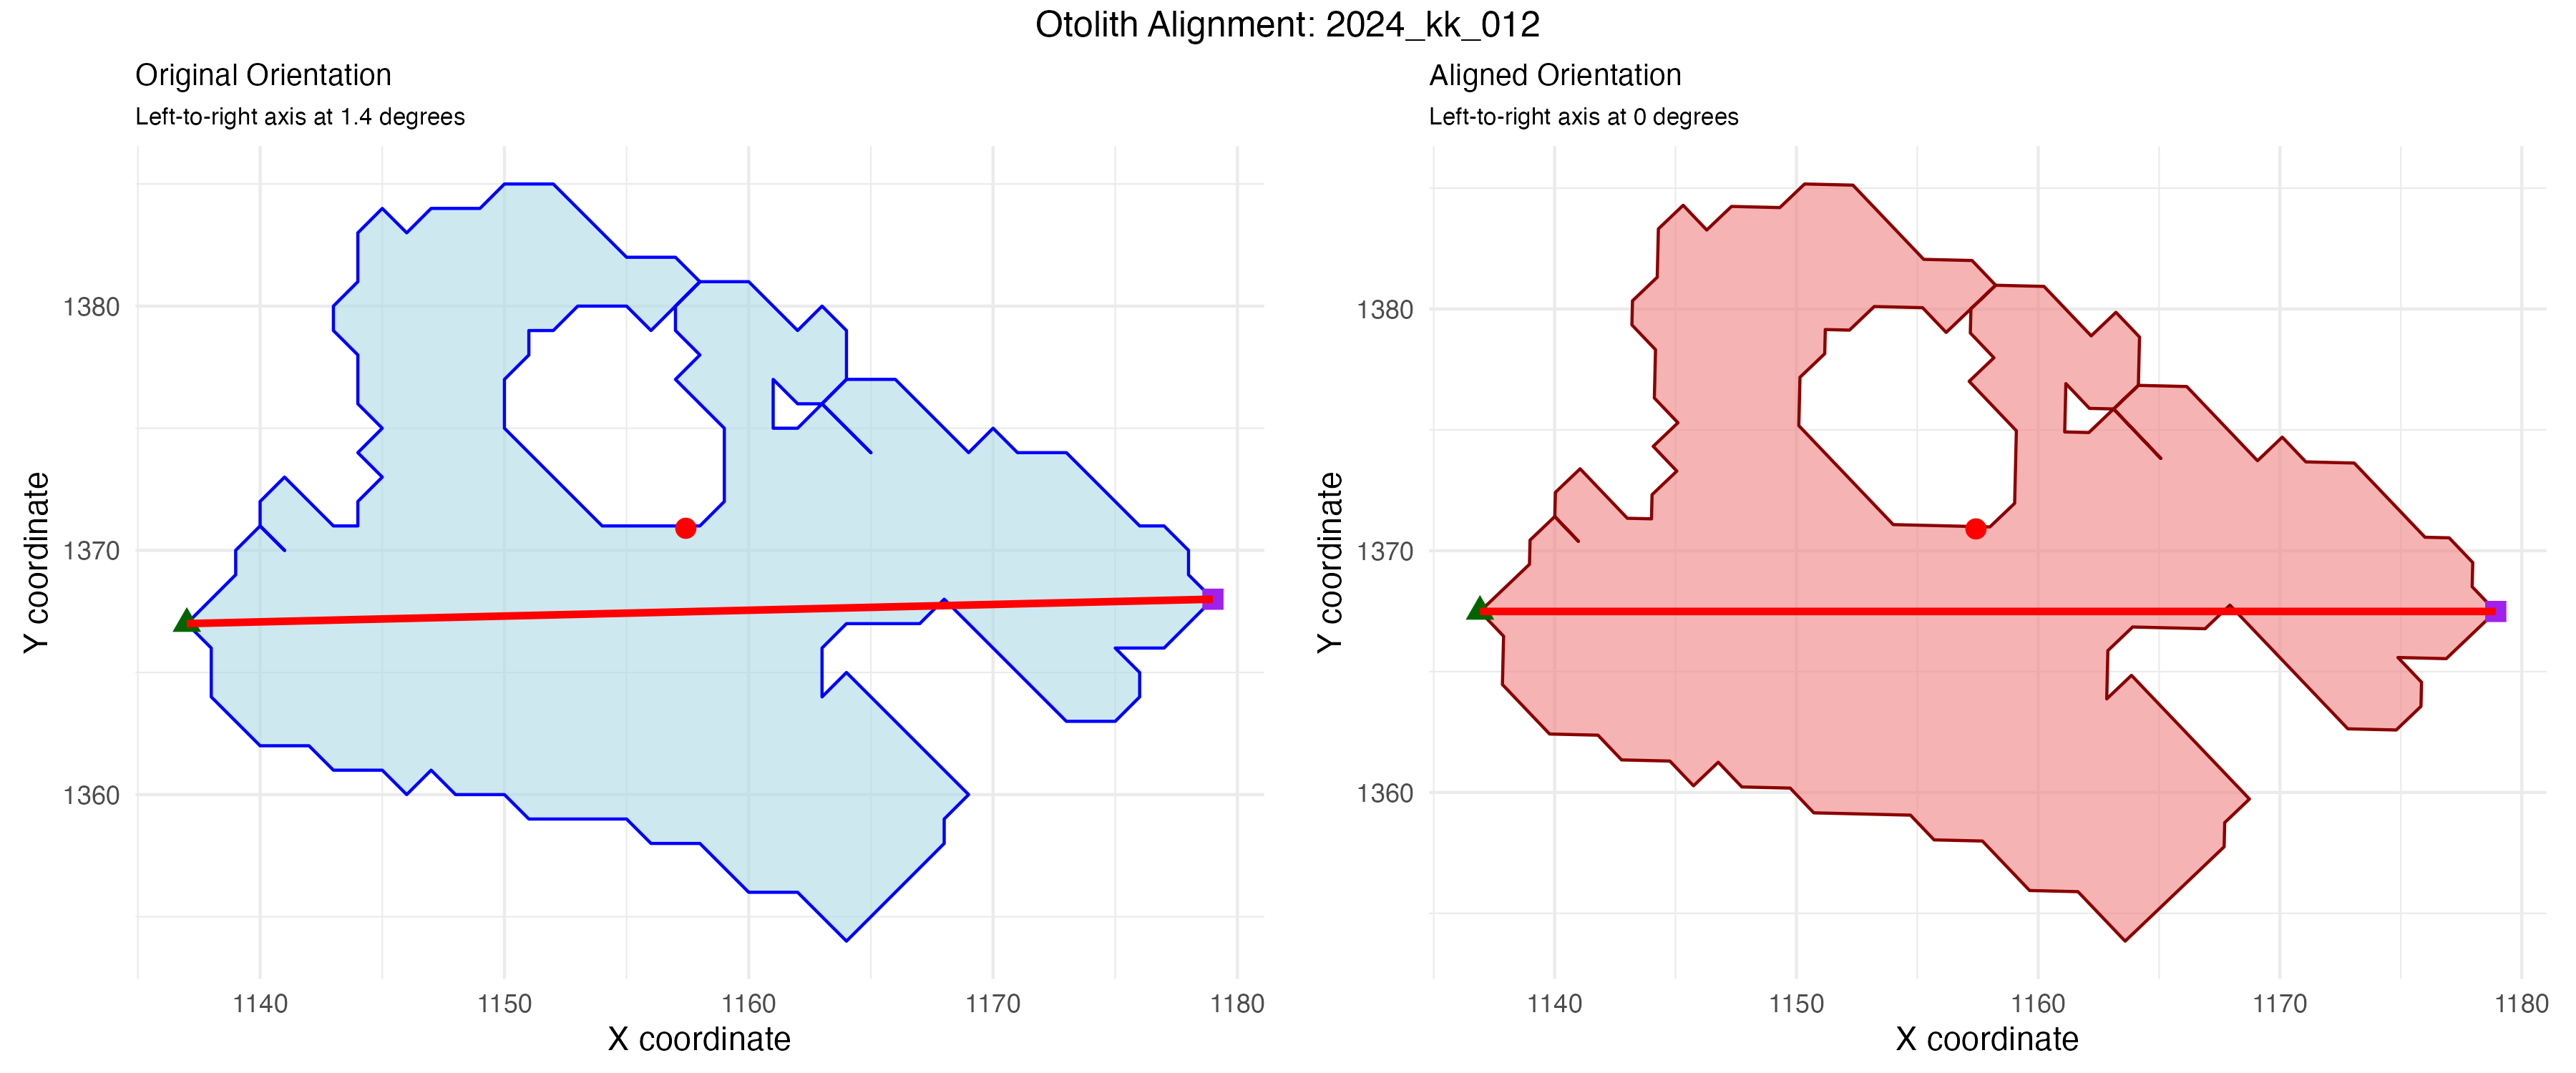 Otolith Alignment: 2024_kk_012
Original Orientation
Left-to-right axis at 1.4 degrees
Y coordinate
1380
1370
1360
1140 1150 1160 1170 1180
X coordinate
Aligned Orientation
Left-to-right axis at 0 degrees
Y coordinate
1380
1370
1360
1140 1150 1160 1170 1180
X coordinate